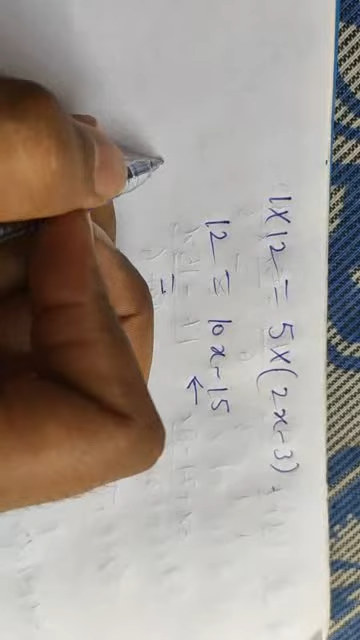 1×12 = 5×(2x-3)
12 = 10x-15
←
=